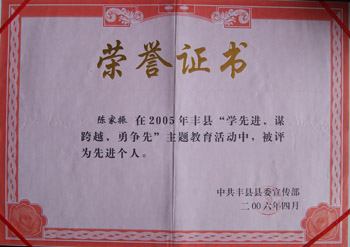 荣誉证书
陈家振 在2005年丰县“学先进、谋
跨越、勇争先”主题教育活动中，被评
为先进个人。
中共丰县县委宣传部
二00六年四月